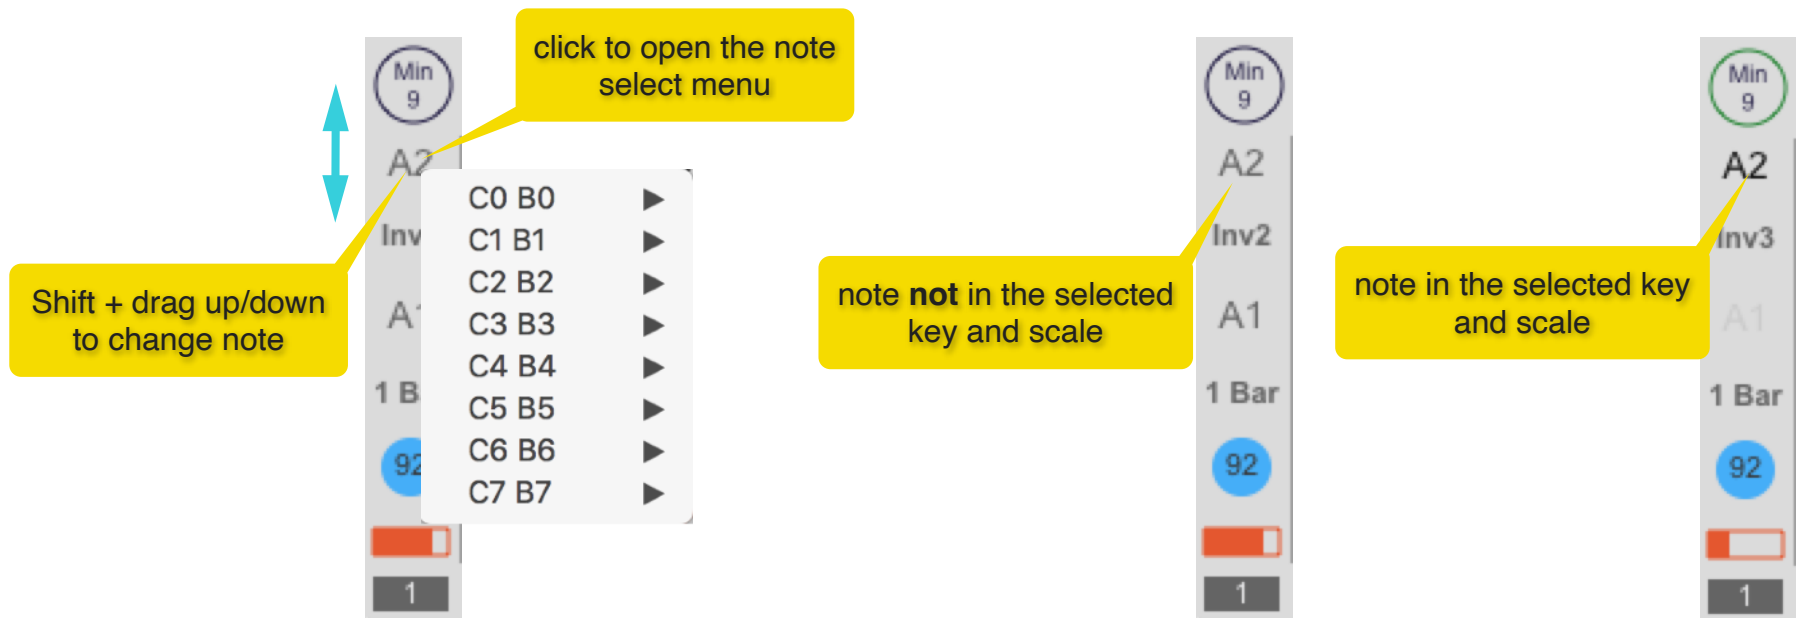 Min
9
A2
click to open the note
select menu
C0 B0
C1 B1
C2 B2
C3 B3
C4 B4
C5 B5
C6 B6
C7 B7
Inv
Shift + drag up/down
to change note
A1
1 B
92
1
Min
9
A2
Inv2
note not in the selected
key and scale
A1
1 Bar
92
1
Min
9
A2
Inv3
note in the selected key
and scale
A1
1 Bar
92
1